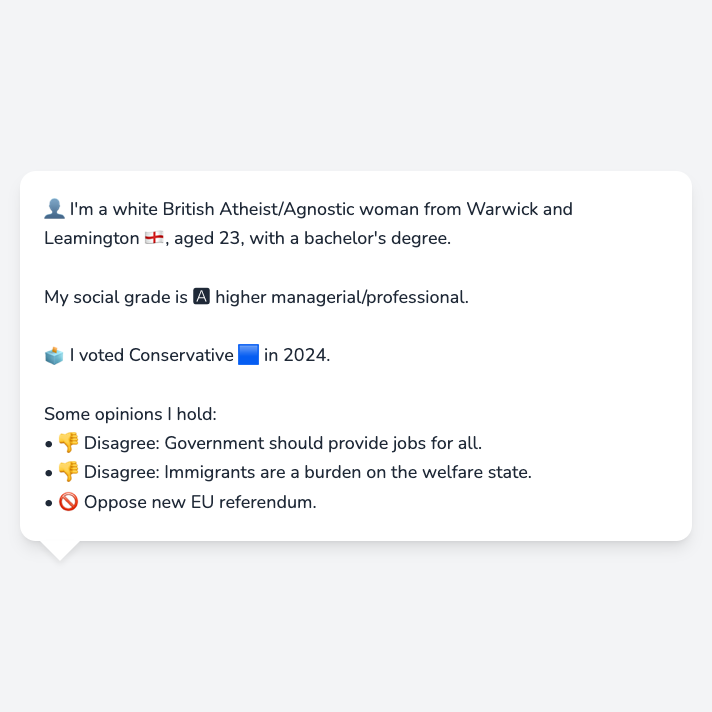 👤 I'm a white British Atheist/Agnostic woman from Warwick and
Leamington 🏴󠁧󠁢󠁥󠁮󠁧󠁿, aged 23, with a bachelor's degree.
My social grade is 🅰 higher managerial/professional.
🗳️ I voted Conservative 🟦 in 2024.
Some opinions I hold:
• 👎 Disagree: Government should provide jobs for all.
• 👎 Disagree: Immigrants are a burden on the welfare state.
• 🚫 Oppose new EU referendum.